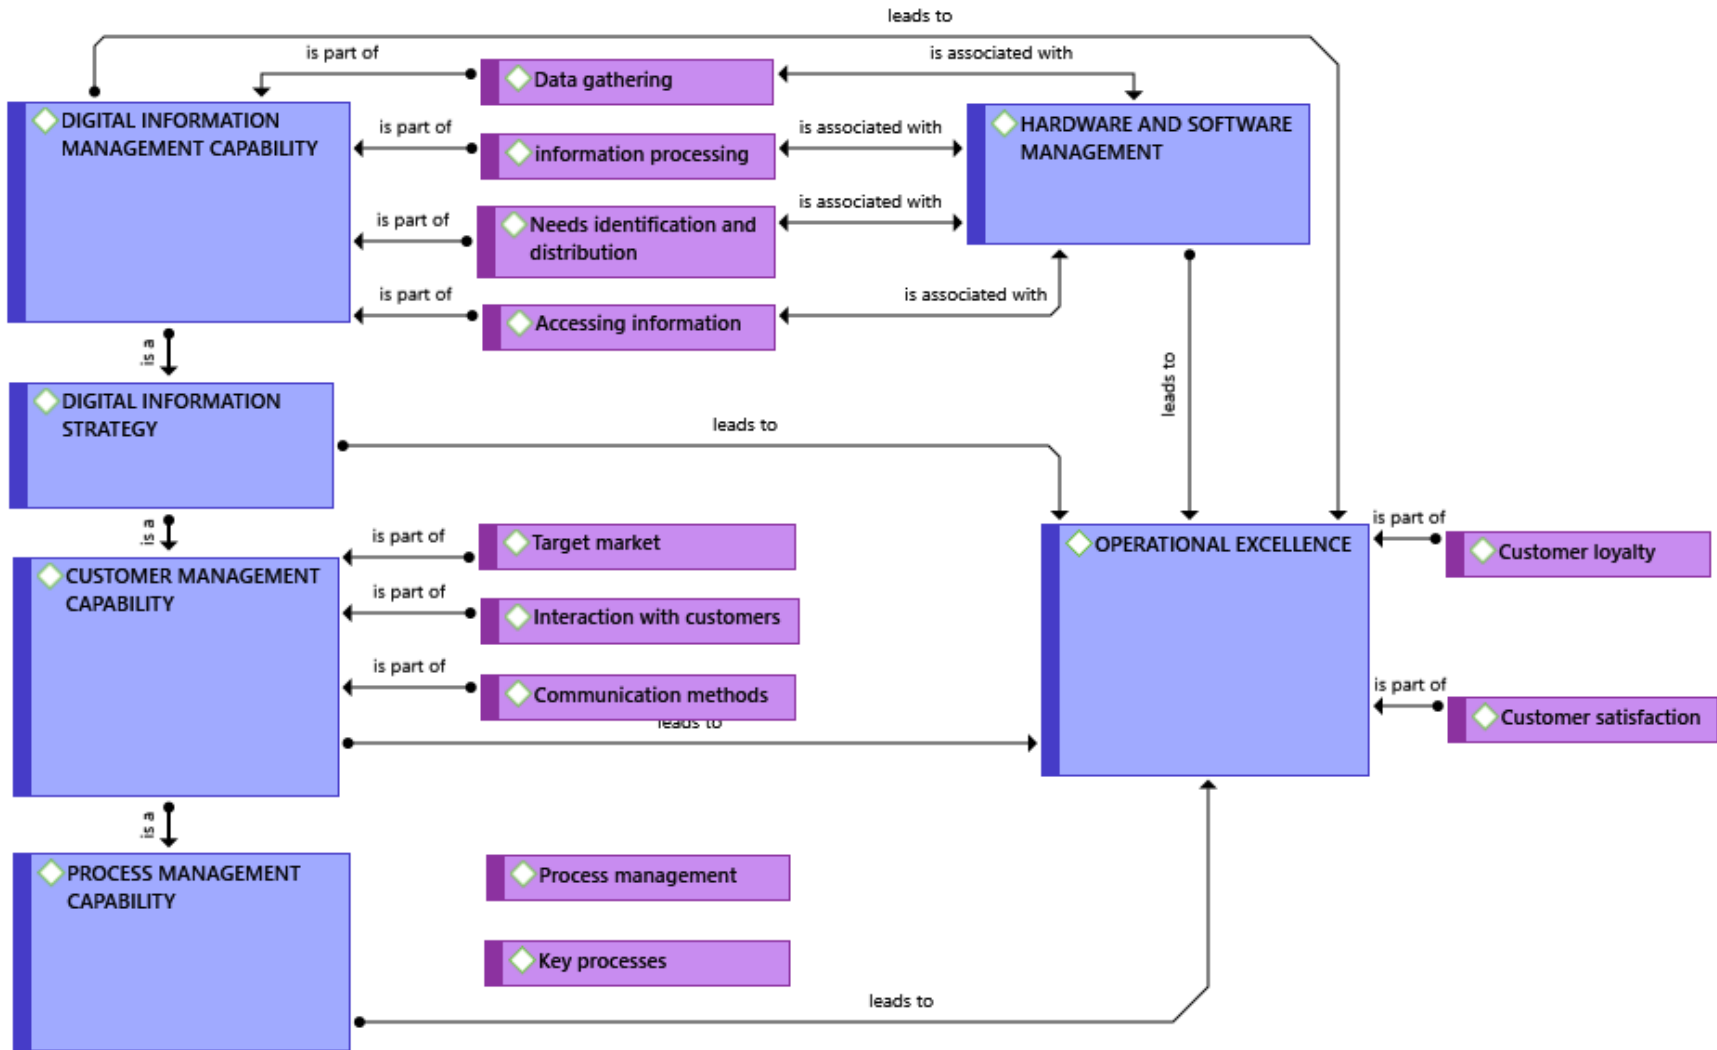 leads to
is part of
is associated with
Data gathering
DIGITAL INFORMATION
MANAGEMENT CAPABILITY
is part of
information processing
is associated with
HARDWARE AND SOFTWARE
MANAGEMENT
is part of
Needs identification and
distribution
is associated with
is part of
Accessing information
is associated with
is a
leads to
DIGITAL INFORMATION
STRATEGY
leads to
is a
is part of
Target market
CUSTOMER MANAGEMENT
CAPABILITY
is part of
Interaction with customers
is part of
Communication methods
leads to
OPERATIONAL EXCELLENCE
is part of
Customer loyalty
is part of
Customer satisfaction
is a
PROCESS MANAGEMENT
CAPABILITY
Process management
Key processes
leads to